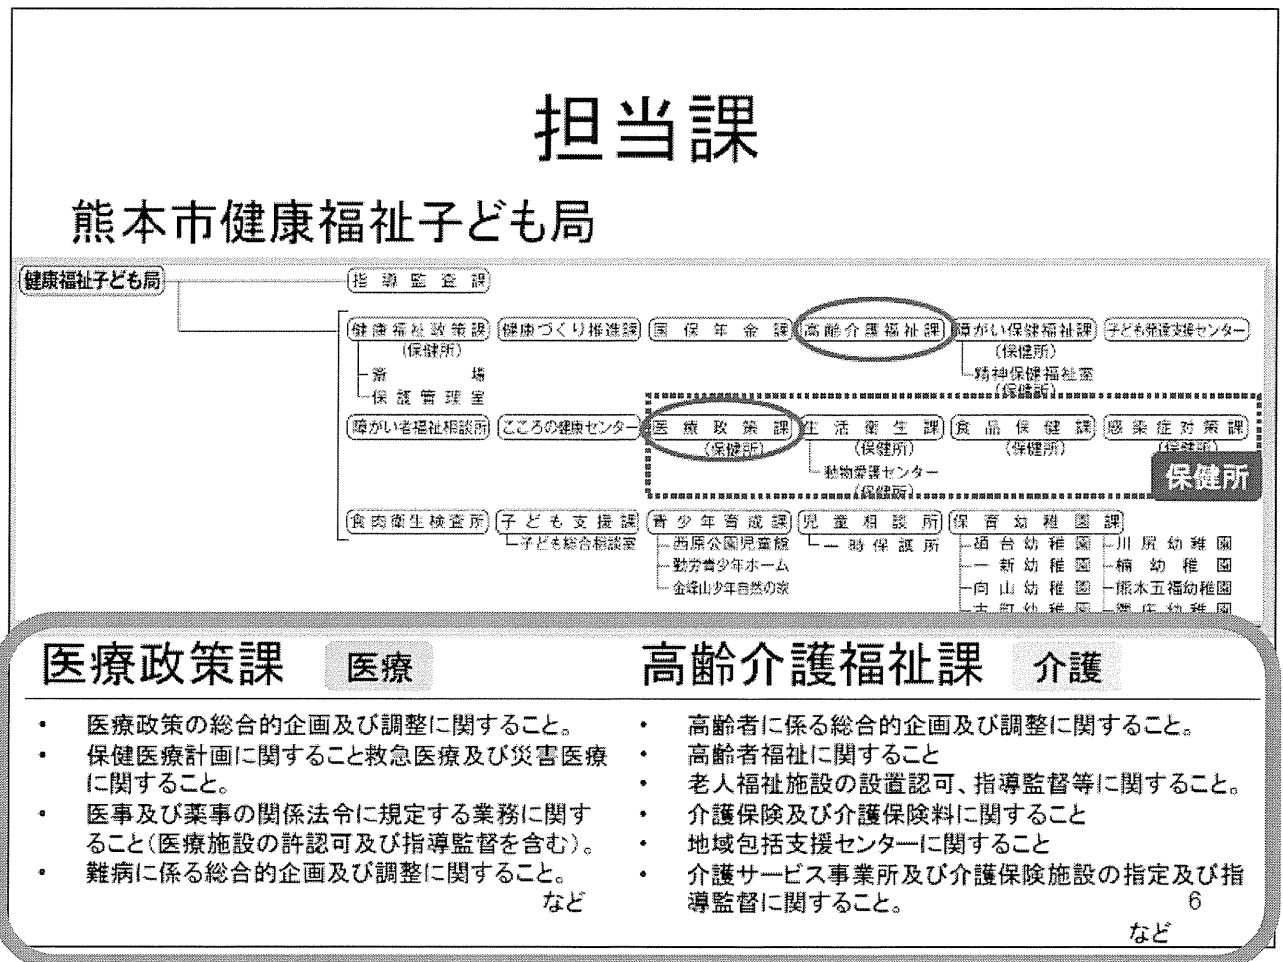 担当課
熊本市健康福祉子ども局
健康福祉子ども局 指導監査課
健康福祉政策課 健康づくり推進課 国保年金課 高齢介護福祉課 障がい保健福祉課 子ども発達支援センター
(保健所) (保健所)
斎場 精神保健福祉室
保護管理室 (保健所)
障がい者福祉相談所 こころの健康センター 医療政策課 生活衛生課 食品保健課 感染症対策課
(保健所) (保健所) (保健所) (保健所)
動物愛護センター
(保健所)
保健所
食肉衛生検査所 子ども支援課 青少年育成課 児童相談所 保育幼稚園課
子ども総合相談室 西原公園児童館 一時保護所 碩台幼稚園 川尻幼稚園
勤労青少年ホーム 一新幼稚園 楠幼稚園
金峰山少年自然の家 向山幼稚園 熊本五福幼稚園
古町幼稚園
医療政策課 医療
・ 医療政策の総合的企画及び調整に関すること。
・ 保健医療計画に関すること救急医療及び災害医療
に関すること。
・ 医事及び薬事の関係法令に規定する業務に関す
ること(医療施設の許認可及び指導監督を含む)。
・ 難病に係る総合的企画及び調整に関すること。
など
高齢介護福祉課 介護
・ 高齢者に係る総合的企画及び調整に関すること。
・ 高齢者福祉に関すること
・ 老人福祉施設の設置認可、指導監督等に関すること。
・ 介護保険及び介護保険料に関すること
・ 地域包括支援センターに関すること
・ 介護サービス事業所及び介護保険施設の指定及び指
導監督に関すること。
6
など